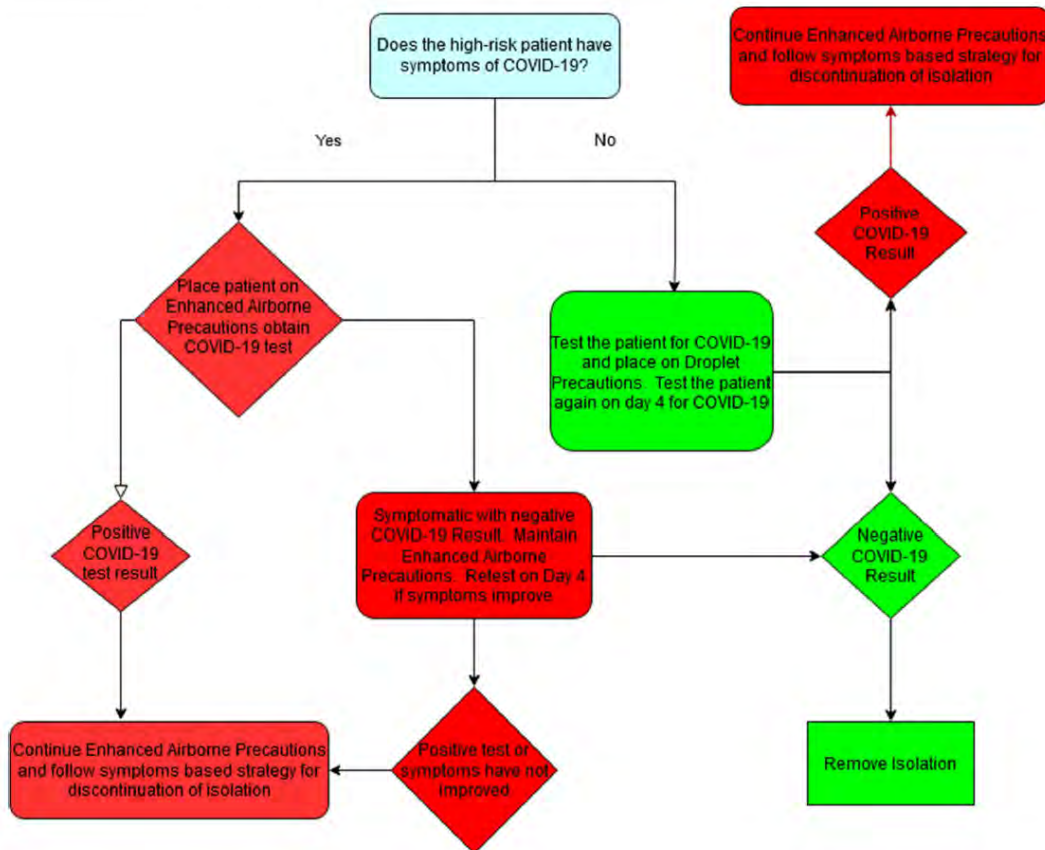 Does the high-risk patient have
symptoms of COVID-19?
Continue Enhanced Airborne Precautions
and follow symptoms based strategy for
discontinuation of isolation
Yes
No
Positive
COVID-19
Result
Place patient on
Enhanced Airborne
Precautions obtain
COVID-19 test
Test the patient for COVID-19
and place on Droplet
Precautions. Test the patient
again on day 4 for COVID-19
Positive
COVID-19
test result
Symptomatic with negative
COVID-19 Result. Maintain
Enhanced Airborne
Precautions. Retest on Day 4
if symptoms improve
Negative
COVID-19
Result
Continue Enhanced Airborne Precautions
and follow symptoms based strategy for
discontinuation of isolation
Positive test or
symptoms have not
improved
Remove Isolation